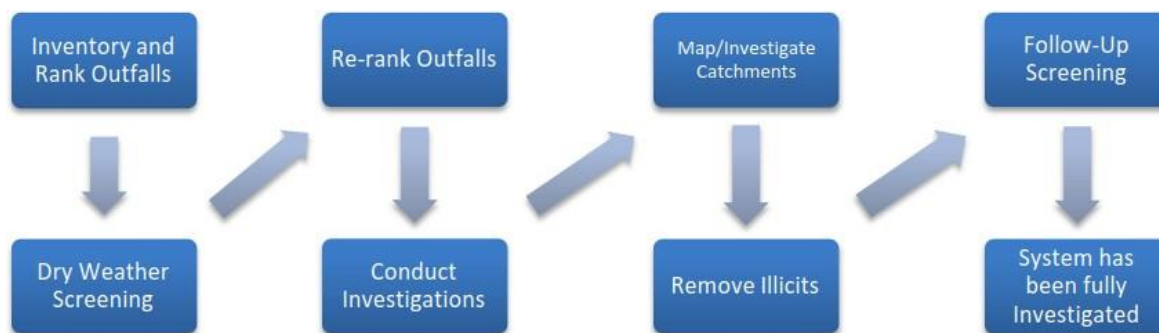 Inventory and
Rank Outfalls
Dry Weather
Screening
Re-rank Outfalls
Conduct
Investigations
Map/Investigate
Catchments
Remove Illicits
Follow-Up
Screening
System has
been fully
Investigated